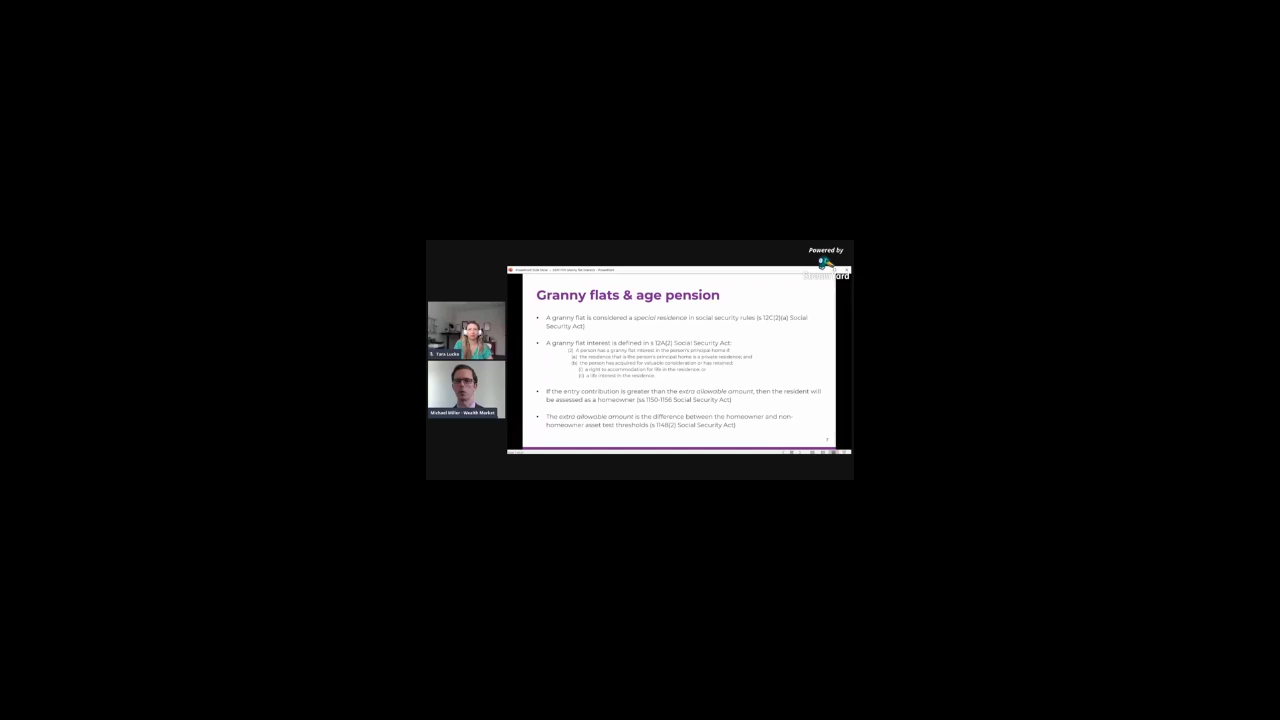 Powered by
Granny flats & age pension
• A granny flat is considered a special residence in social security rules (s 12C(2)(a) Social
Security Act)
• A granny flat interest is defined in s 12A(2) Social Security Act:
(2) A person has a granny flat interest in the person's principal home if:
(a) the residence that is the person's principal home is a private residence; and
(b) the person has acquired for valuable consideration or has retained:
(i) a right to accommodation for life in the residence; or
a life interest in the residence.
• If the entry contribution is greater than the extra allowable amount, then the resident will
be assessed as a homeowner (ss 1150-1156 Social Security Act)
• The extra allowable amount is the difference between the homeowner and non-
homeowner asset test thresholds (s 1148(2) Social Security Act)
7
Tara Lucke
Michael Miller - Wealth Market